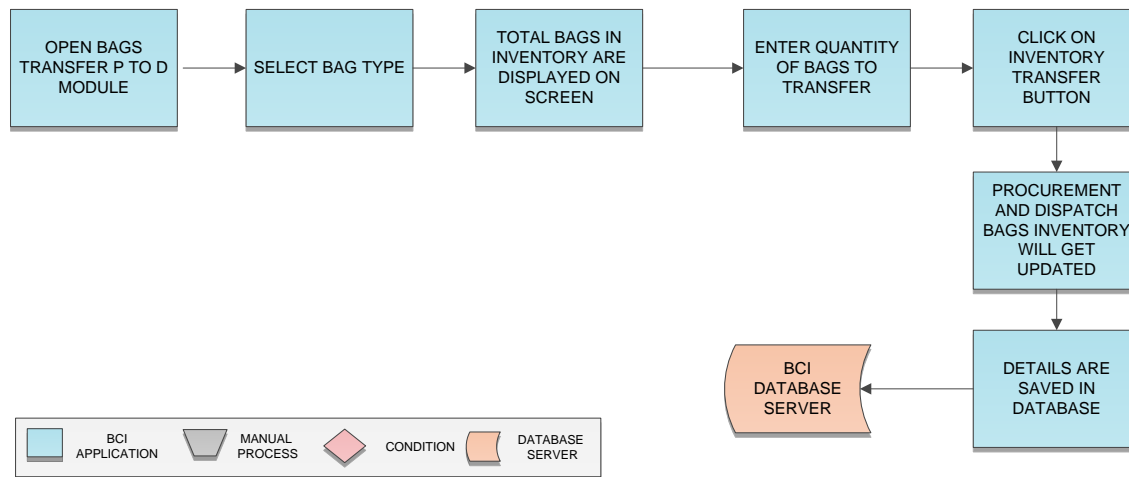 OPEN BAGS
TRANSFER P TO D
MODULE
SELECT BAG TYPE
TOTAL BAGS IN
INVENTORY ARE
DISPLAYED ON
SCREEN
ENTER QUANTITY
OF BAGS TO
TRANSFER
CLICK ON
INVENTORY
TRANSFER
BUTTON
PROCUREMENT
AND DISPATCH
BAGS INVENTORY
WILL GET
UPDATED
DETAILS ARE
SAVED IN
DATABASE
BCI
DATABASE
SERVER
BCI
APPLICATION
MANUAL
PROCESS
CONDITION
DATABASE
SERVER